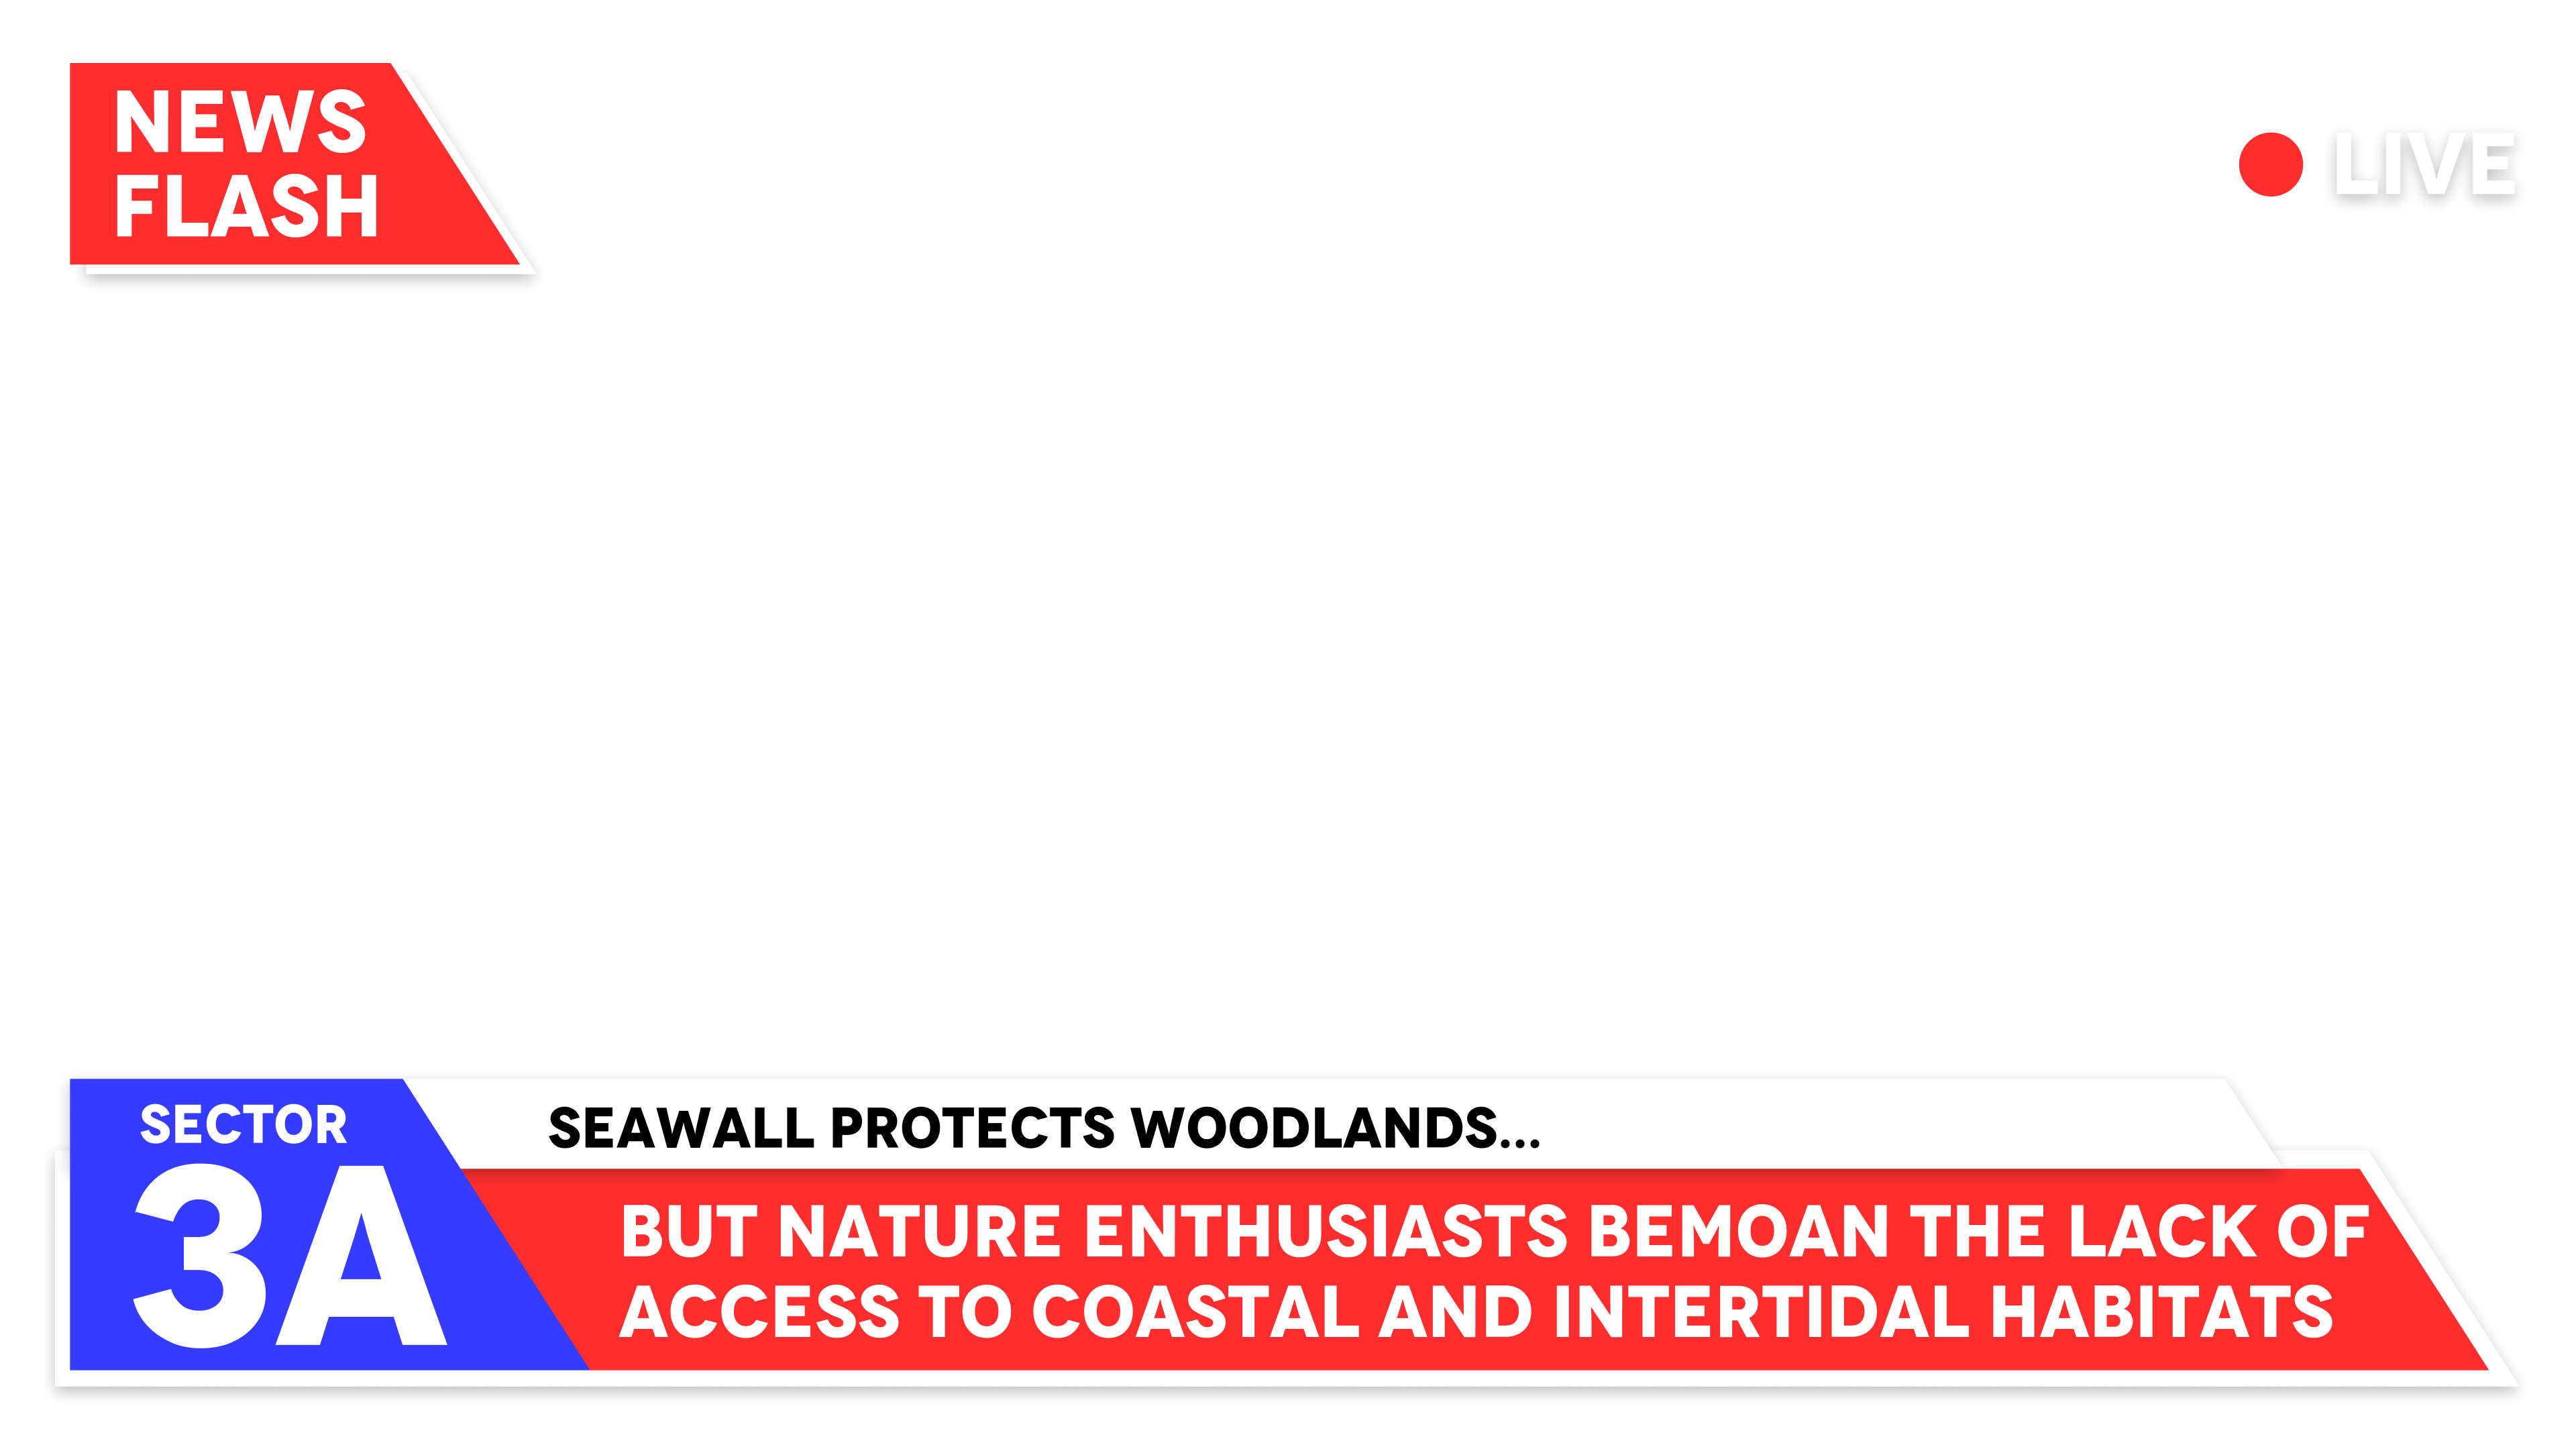 NEWS
FLASH
LIVE
SECTOR
3A
SEAWALL PROTECTS WOODLANDS...
BUT NATURE ENTHUSIASTS BEMOAN THE LACK OF
ACCESS TO COASTAL AND INTERTIDAL HABITATS